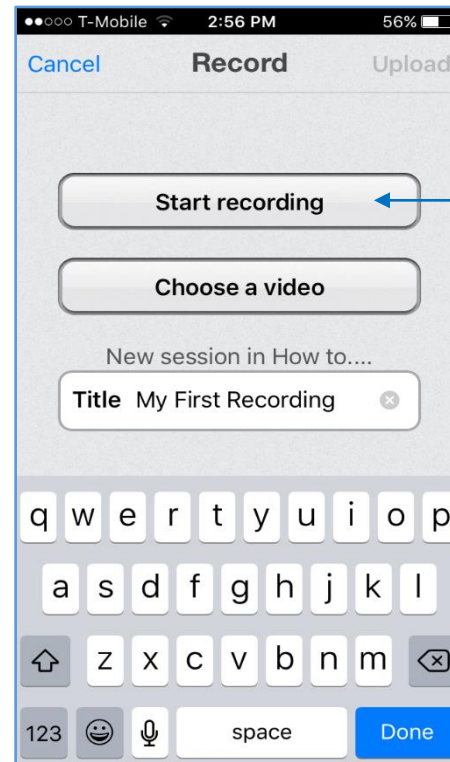 T-Mobile 2:56 PM 56%
Cancel Record Upload
Start recording
Choose a video
New session in How to....
Title My First Recording
q w e r t y u i o p
a s d f g h j k l
z x c v b n m
123 space Done